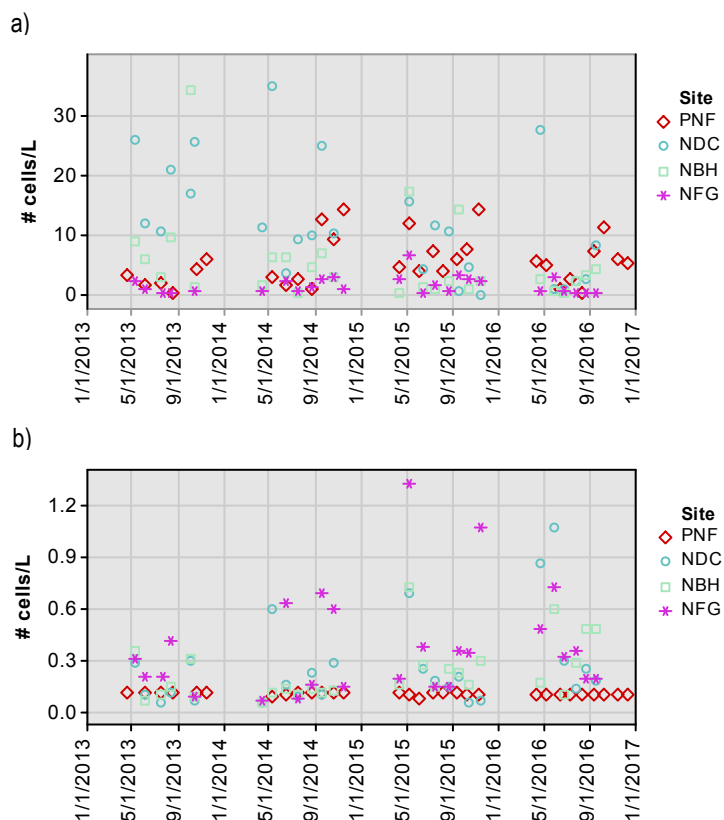 a)
# cells/L
30
20
10
0
1/1/2013
5/1/2013
9/1/2013
1/1/2014
5/1/2014
9/1/2014
1/1/2015
5/1/2015
9/1/2015
1/1/2016
5/1/2016
9/1/2016
1/1/2017
Site
PNF
NDC
NBH
NFG
b)
# cells/L
1.2
0.9
0.6
0.3
0.0
1/1/2013
5/1/2013
9/1/2013
1/1/2014
5/1/2014
9/1/2014
1/1/2015
5/1/2015
9/1/2015
1/1/2016
5/1/2016
9/1/2016
1/1/2017
Site
PNF
NDC
NBH
NFG